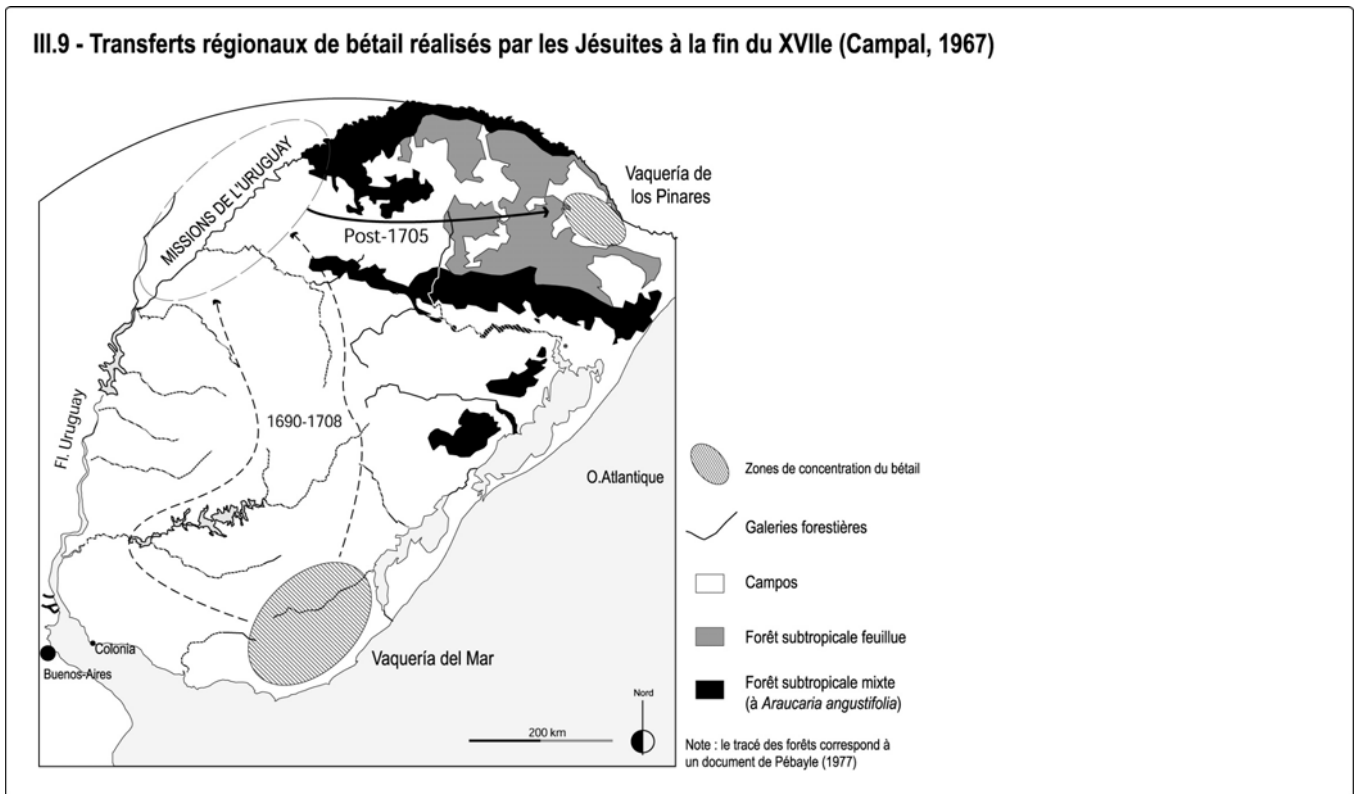 III.9 - Transferts régionaux de bétail réalisés par les Jésuites à la fin du XVIIe (Campal, 1967)
MISSIONS DE L'URUGUAY
Vaquería de
los Pinares
Post-1705
1690-1708
Fl. Uruguay
O.Atlantique
Colonia
Buenos-Aires
Vaquería del Mar
200 km
Nord
Zones de concentration du bétail
Galeries forestières
Campos
Forêt subtropicale feuillue
Forêt subtropicale mixte
(à Araucaria angustifolia)
Note : le tracé des forêts correspond à
un document de Pébayle (1977)